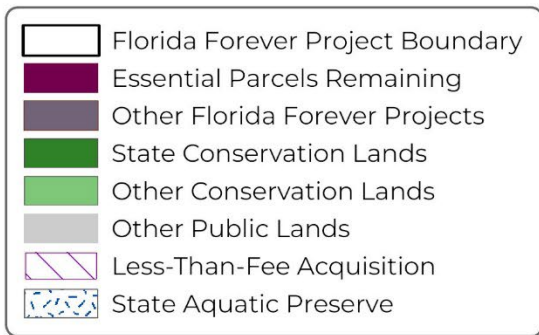 Florida Forever Project Boundary
Essential Parcels Remaining
Other Florida Forever Projects
State Conservation Lands
Other Conservation Lands
Other Public Lands
Less-Than-Fee Acquisition
State Aquatic Preserve